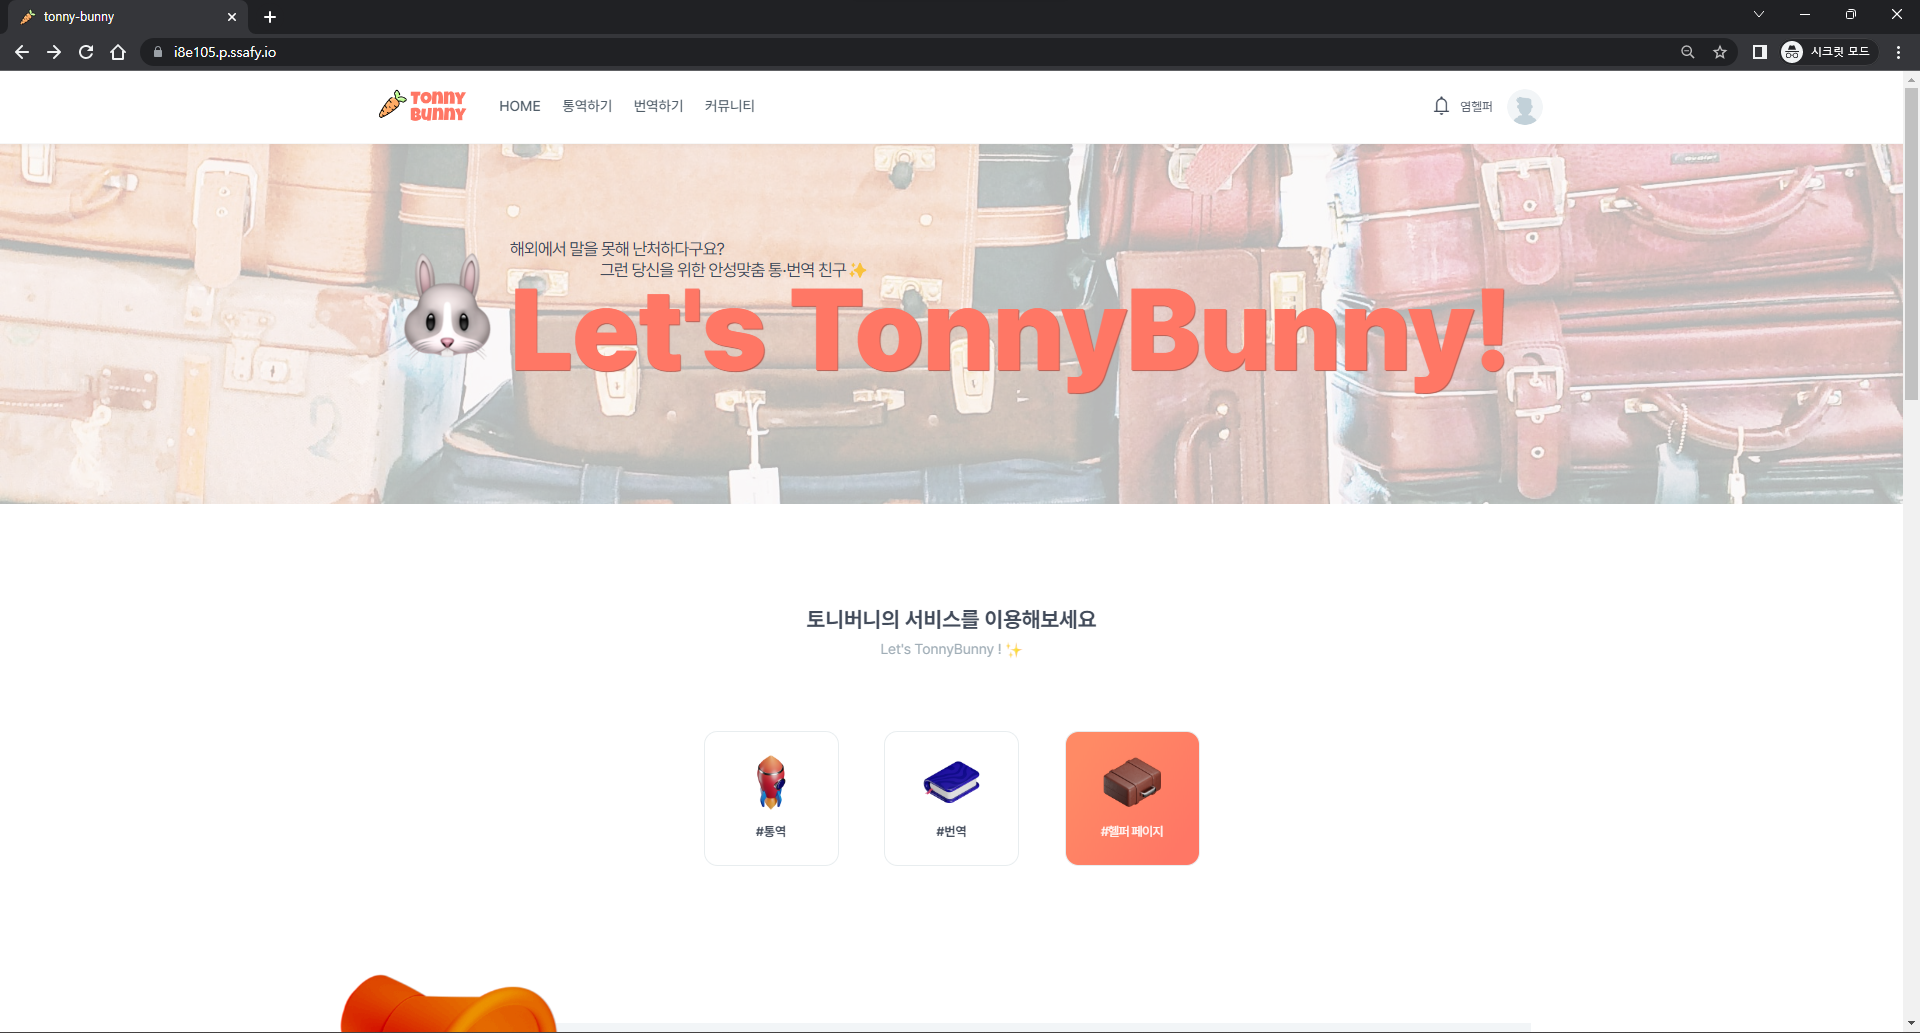 tonny-bunny
i8e105.p.ssafy.io
시크릿 모드
TONNY
BUNNY
HOME 통역하기 번역하기 커뮤니티
염헬퍼
해외에서 말을 못해 난처하다구요?
그런 당신을 위한 안성맞춤 통·번역 친구✨
Let's TonnyBunny!
토니버니의 서비스를 이용해보세요
Let's TonnyBunny ! ✨
#통역
#번역
#헬퍼 페이지